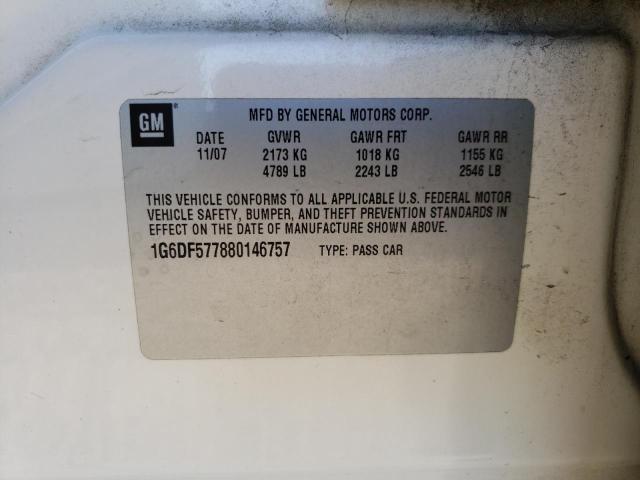 GM
MFD BY GENERAL MOTORS CORP.
DATE GVWR GAWR FRT GAWR RR
11/07 2173 KG 1018 KG 1155 KG
4789 LB 2243 LB 2546 LB
THIS VEHICLE CONFORMS TO ALL APPLICABLE U.S. FEDERAL MOTOR
VEHICLE SAFETY, BUMPER, AND THEFT PREVENTION STANDARDS IN
EFFECT ON THE DATE OF MANUFACTURE SHOWN ABOVE.
1G6DF577880146757 TYPE: PASS CAR